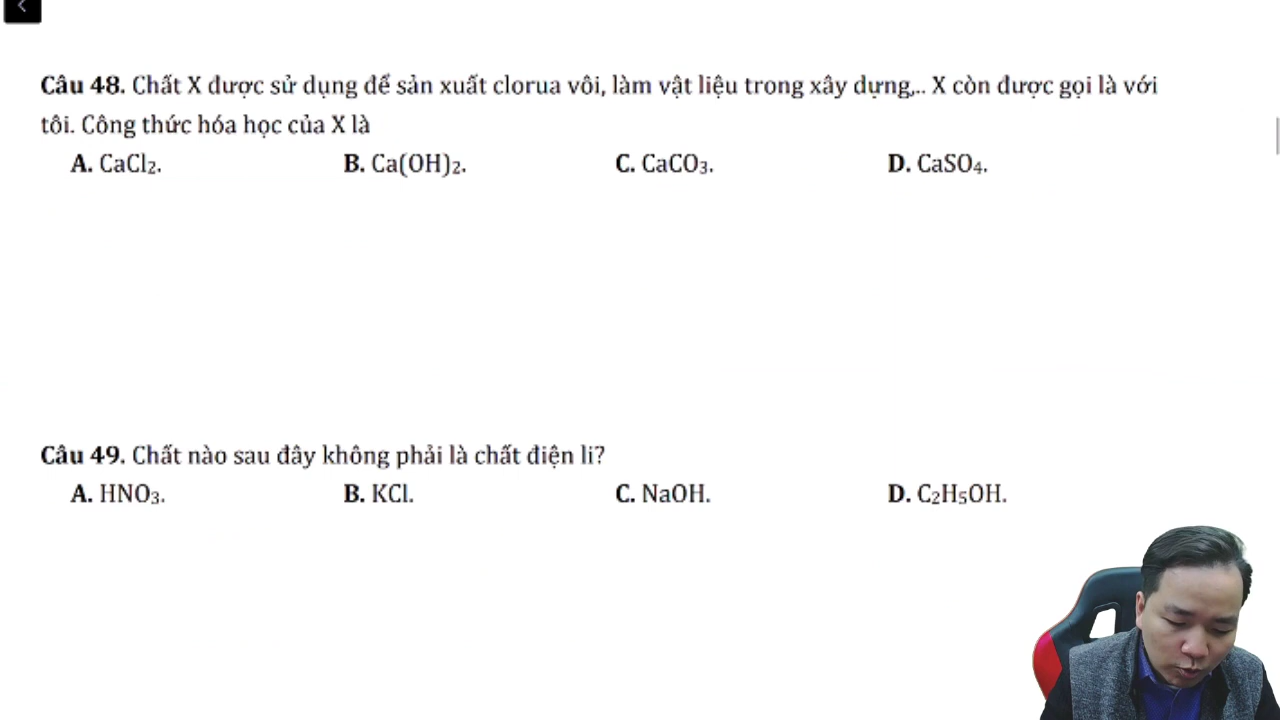 Câu 48. Chất X được sử dụng để sản xuất clorua vôi, làm vật liệu trong xây dựng,.. X còn được gọi là với
tôi. Công thức hóa học của X là
A. CaCl₂. B. Ca(OH)₂. C. CaCO₃. D. CaSO₄.
Câu 49. Chất nào sau đây không phải là chất điện li?
A. HNO₃. B. KCl. C. NaOH. D. C₂H₅OH.